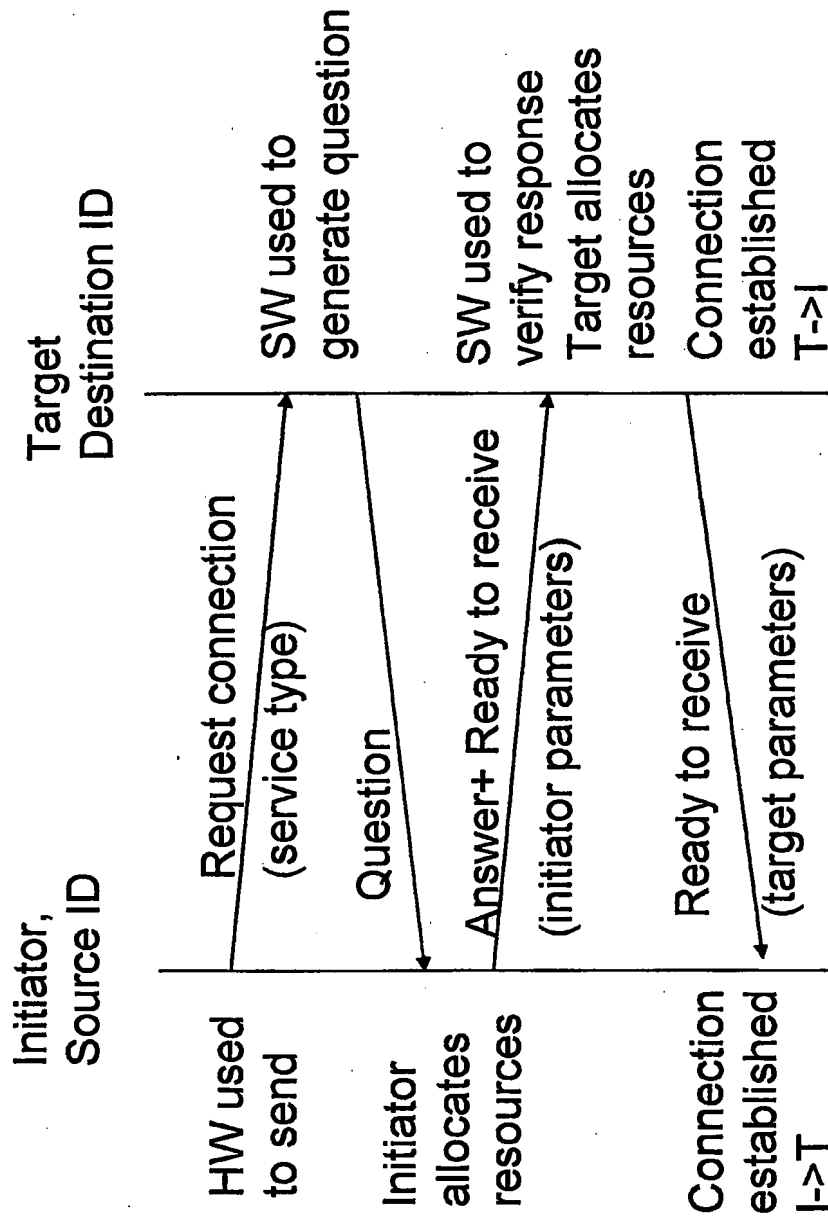 Initiator,
Source ID
Target
Destination ID
HW used
to send
Request connection
(service type)
SW used to
generate question
Question
Initiator
allocates
resources
Answer+ Ready to receive
(initiator parameters)
SW used to
verify response
Target allocates
resources
Ready to receive
(target parameters)
Connection
established
I->T
Connection
established
T->I